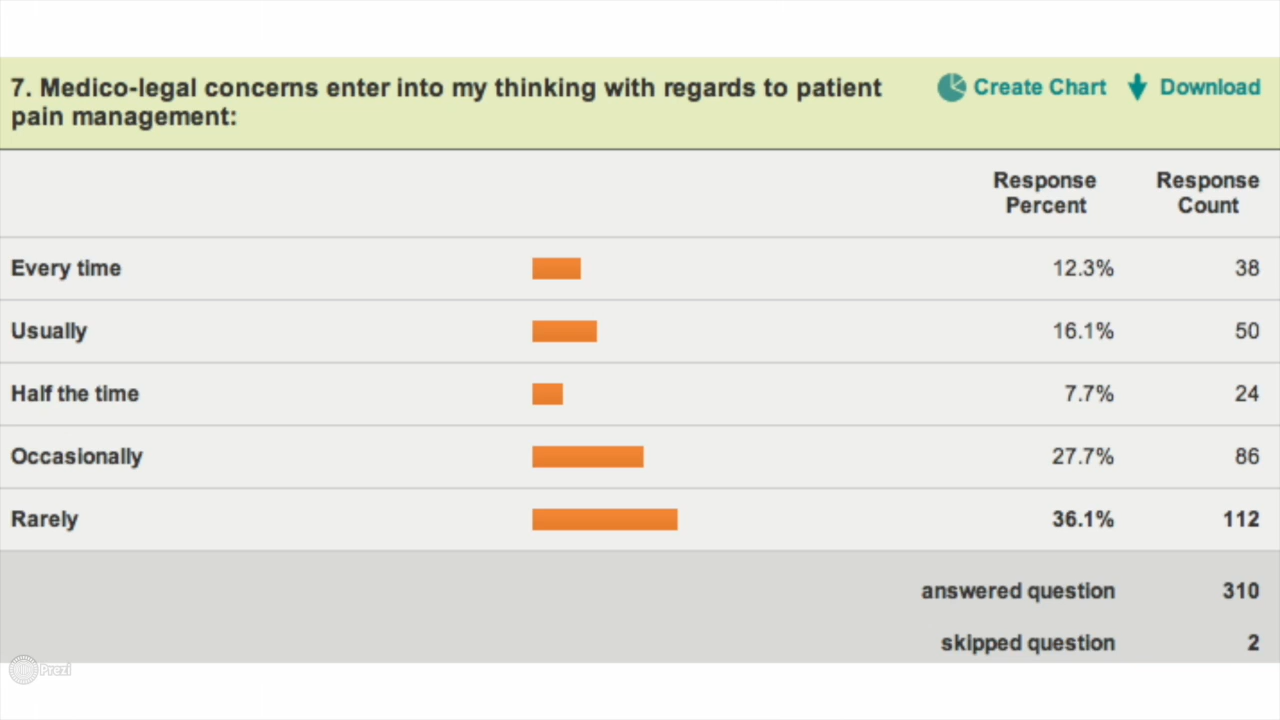 7. Medico-legal concerns enter into my thinking with regards to patient
pain management:
Create Chart
Download
Response Percent
Response Count
Every time 12.3% 38
Usually 16.1% 50
Half the time 7.7% 24
Occasionally 27.7% 86
Rarely 36.1% 112
answered question 310
skipped question 2
Prezi